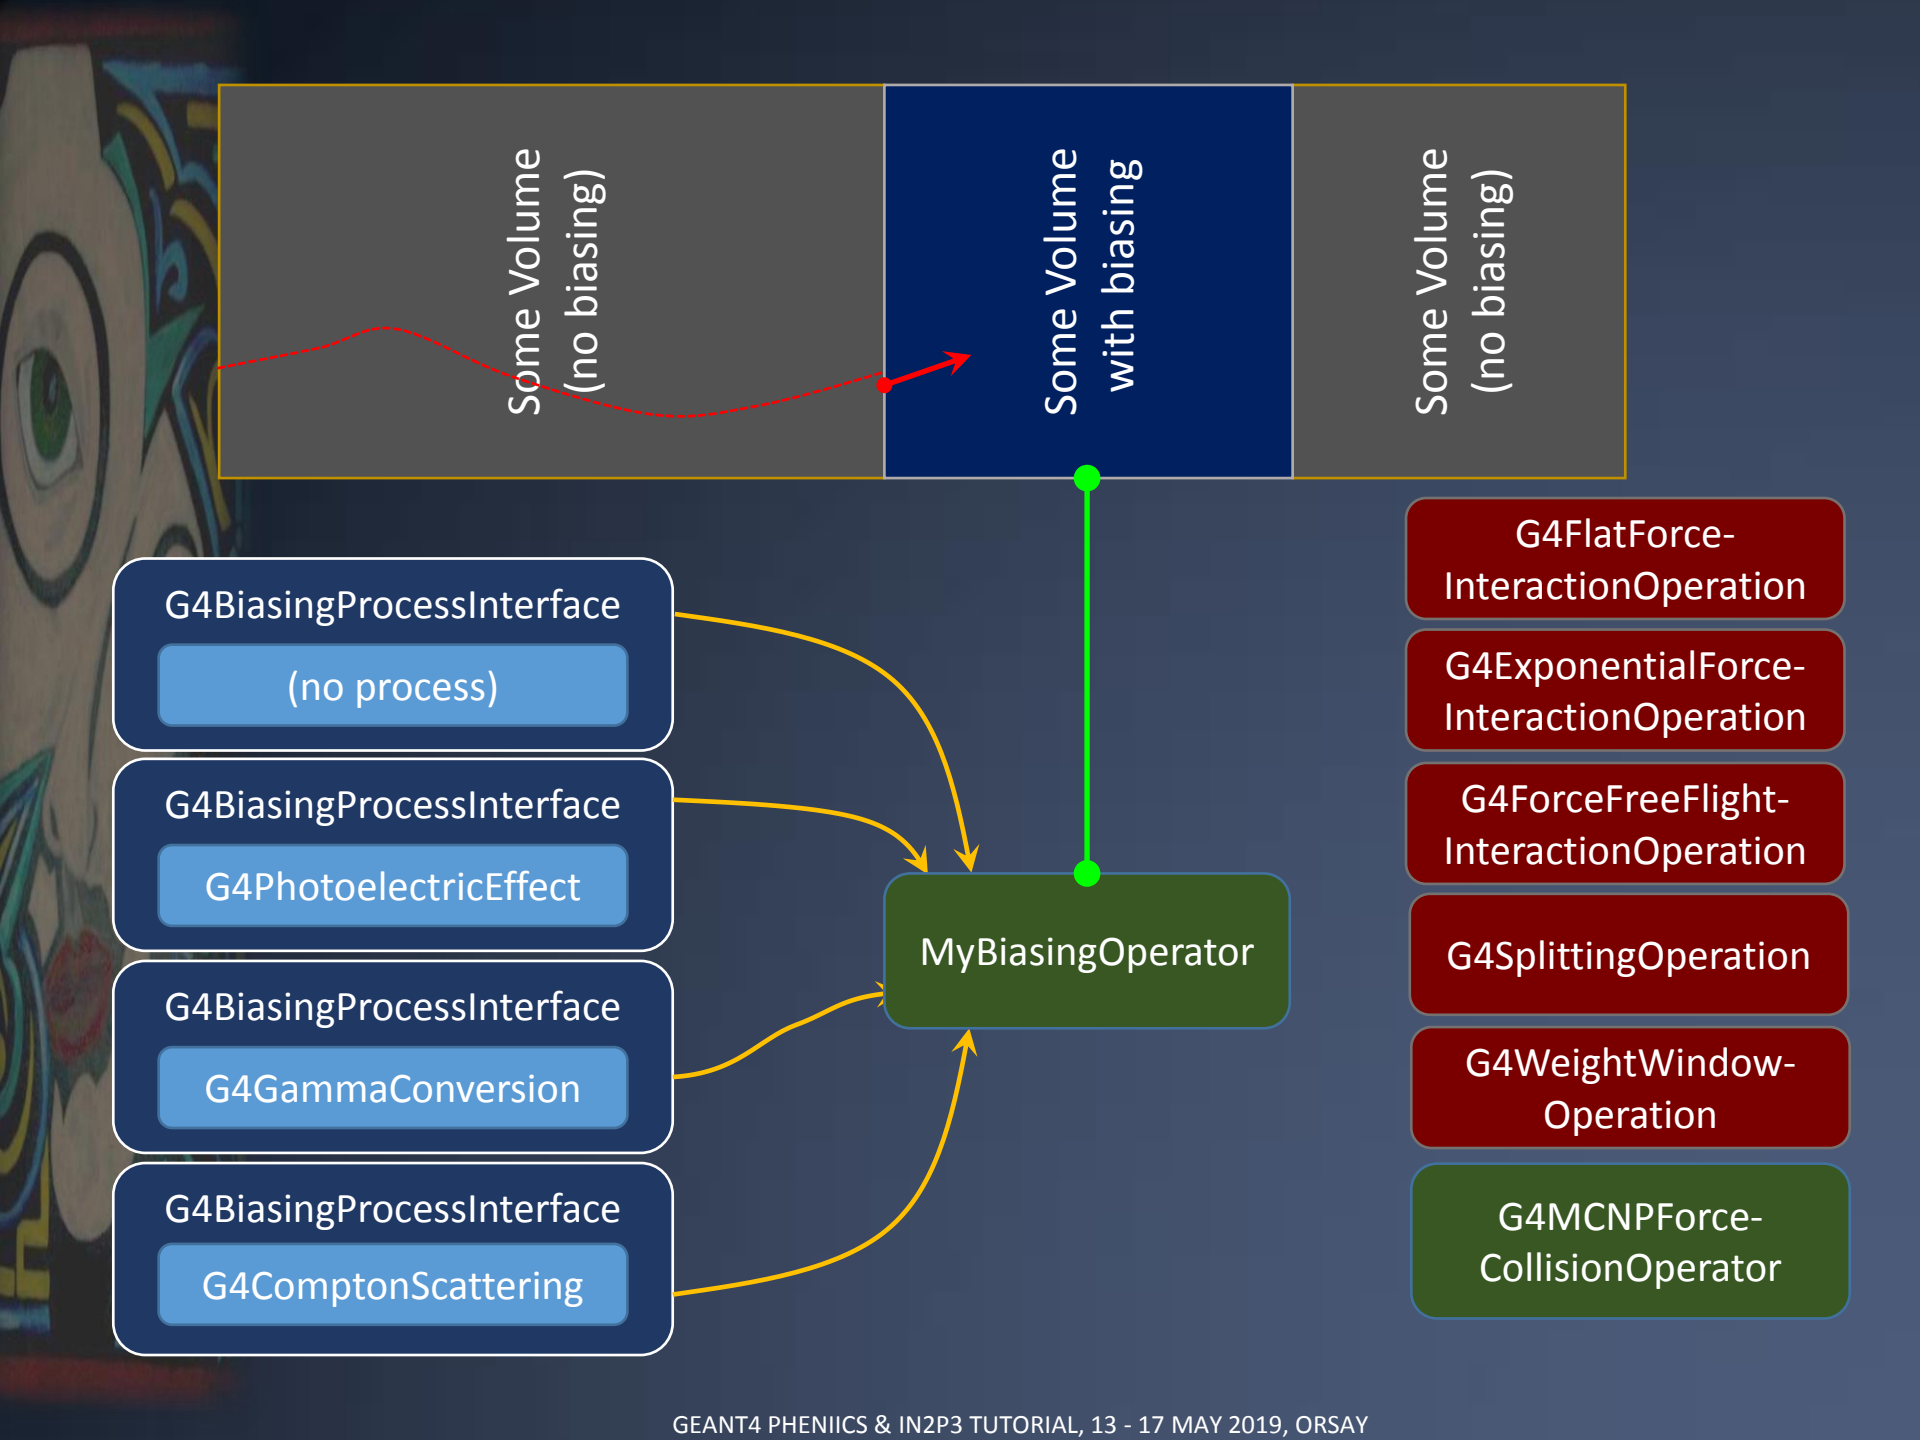 Some Volume
(no biasing)
Some Volume
with biasing
Some Volume
(no biasing)
G4BiasingProcessInterface
(no process)
G4BiasingProcessInterface
G4PhotoelectricEffect
G4BiasingProcessInterface
G4GammaConversion
G4BiasingProcessInterface
G4ComptonScattering
MyBiasingOperator
G4FlatForce-
InteractionOperation
G4ExponentialForce-
InteractionOperation
G4ForceFreeFlight-
InteractionOperation
G4SplittingOperation
G4WeightWindow-
Operation
G4MCNPForce-
CollisionOperator
GEANT4 PHENIICS & IN2P3 TUTORIAL, 13 - 17 MAY 2019, ORSAY